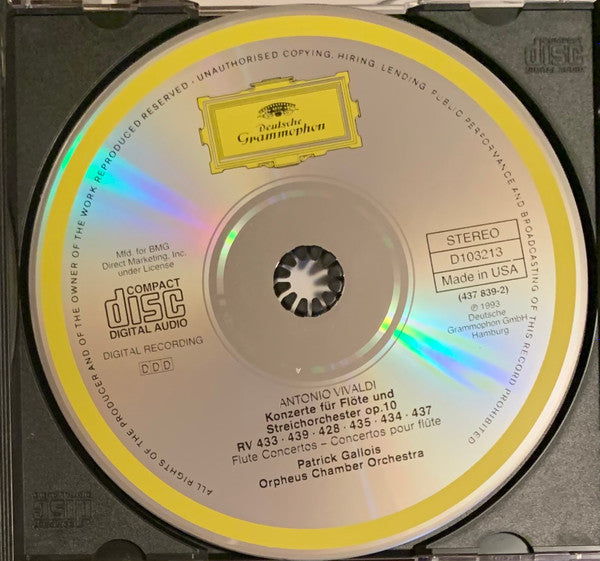 ALL RIGHTS OF THE PRODUCER AND OF THE OWNER OF THE WORK REPRODUCED RESERVED · UNAUTHORISED COPYING, HIRING, LENDING, PUBLIC PERFORMANCE AND BROADCASTING OF THIS RECORD PROHIBITED
Deutsche
Grammophon
STEREO
D103213
Made in USA
(437 839-2)
℗ 1993
Deutsche
Grammophon GmbH
Hamburg
Mfd. for BMG
Direct Marketing, Inc.
under License
COMPACT
disc
DIGITAL AUDIO
DIGITAL RECORDING
DDD
ANTONIO VIVALDI
Konzerte für Flöte und
Streichorchester op.10
RV 433 · 439 · 428 · 435 · 434 · 437
Flute Concertos – Concertos pour flûte
Patrick Gallois
Orpheus Chamber Orchestra
disc
DIGITAL AUDIO